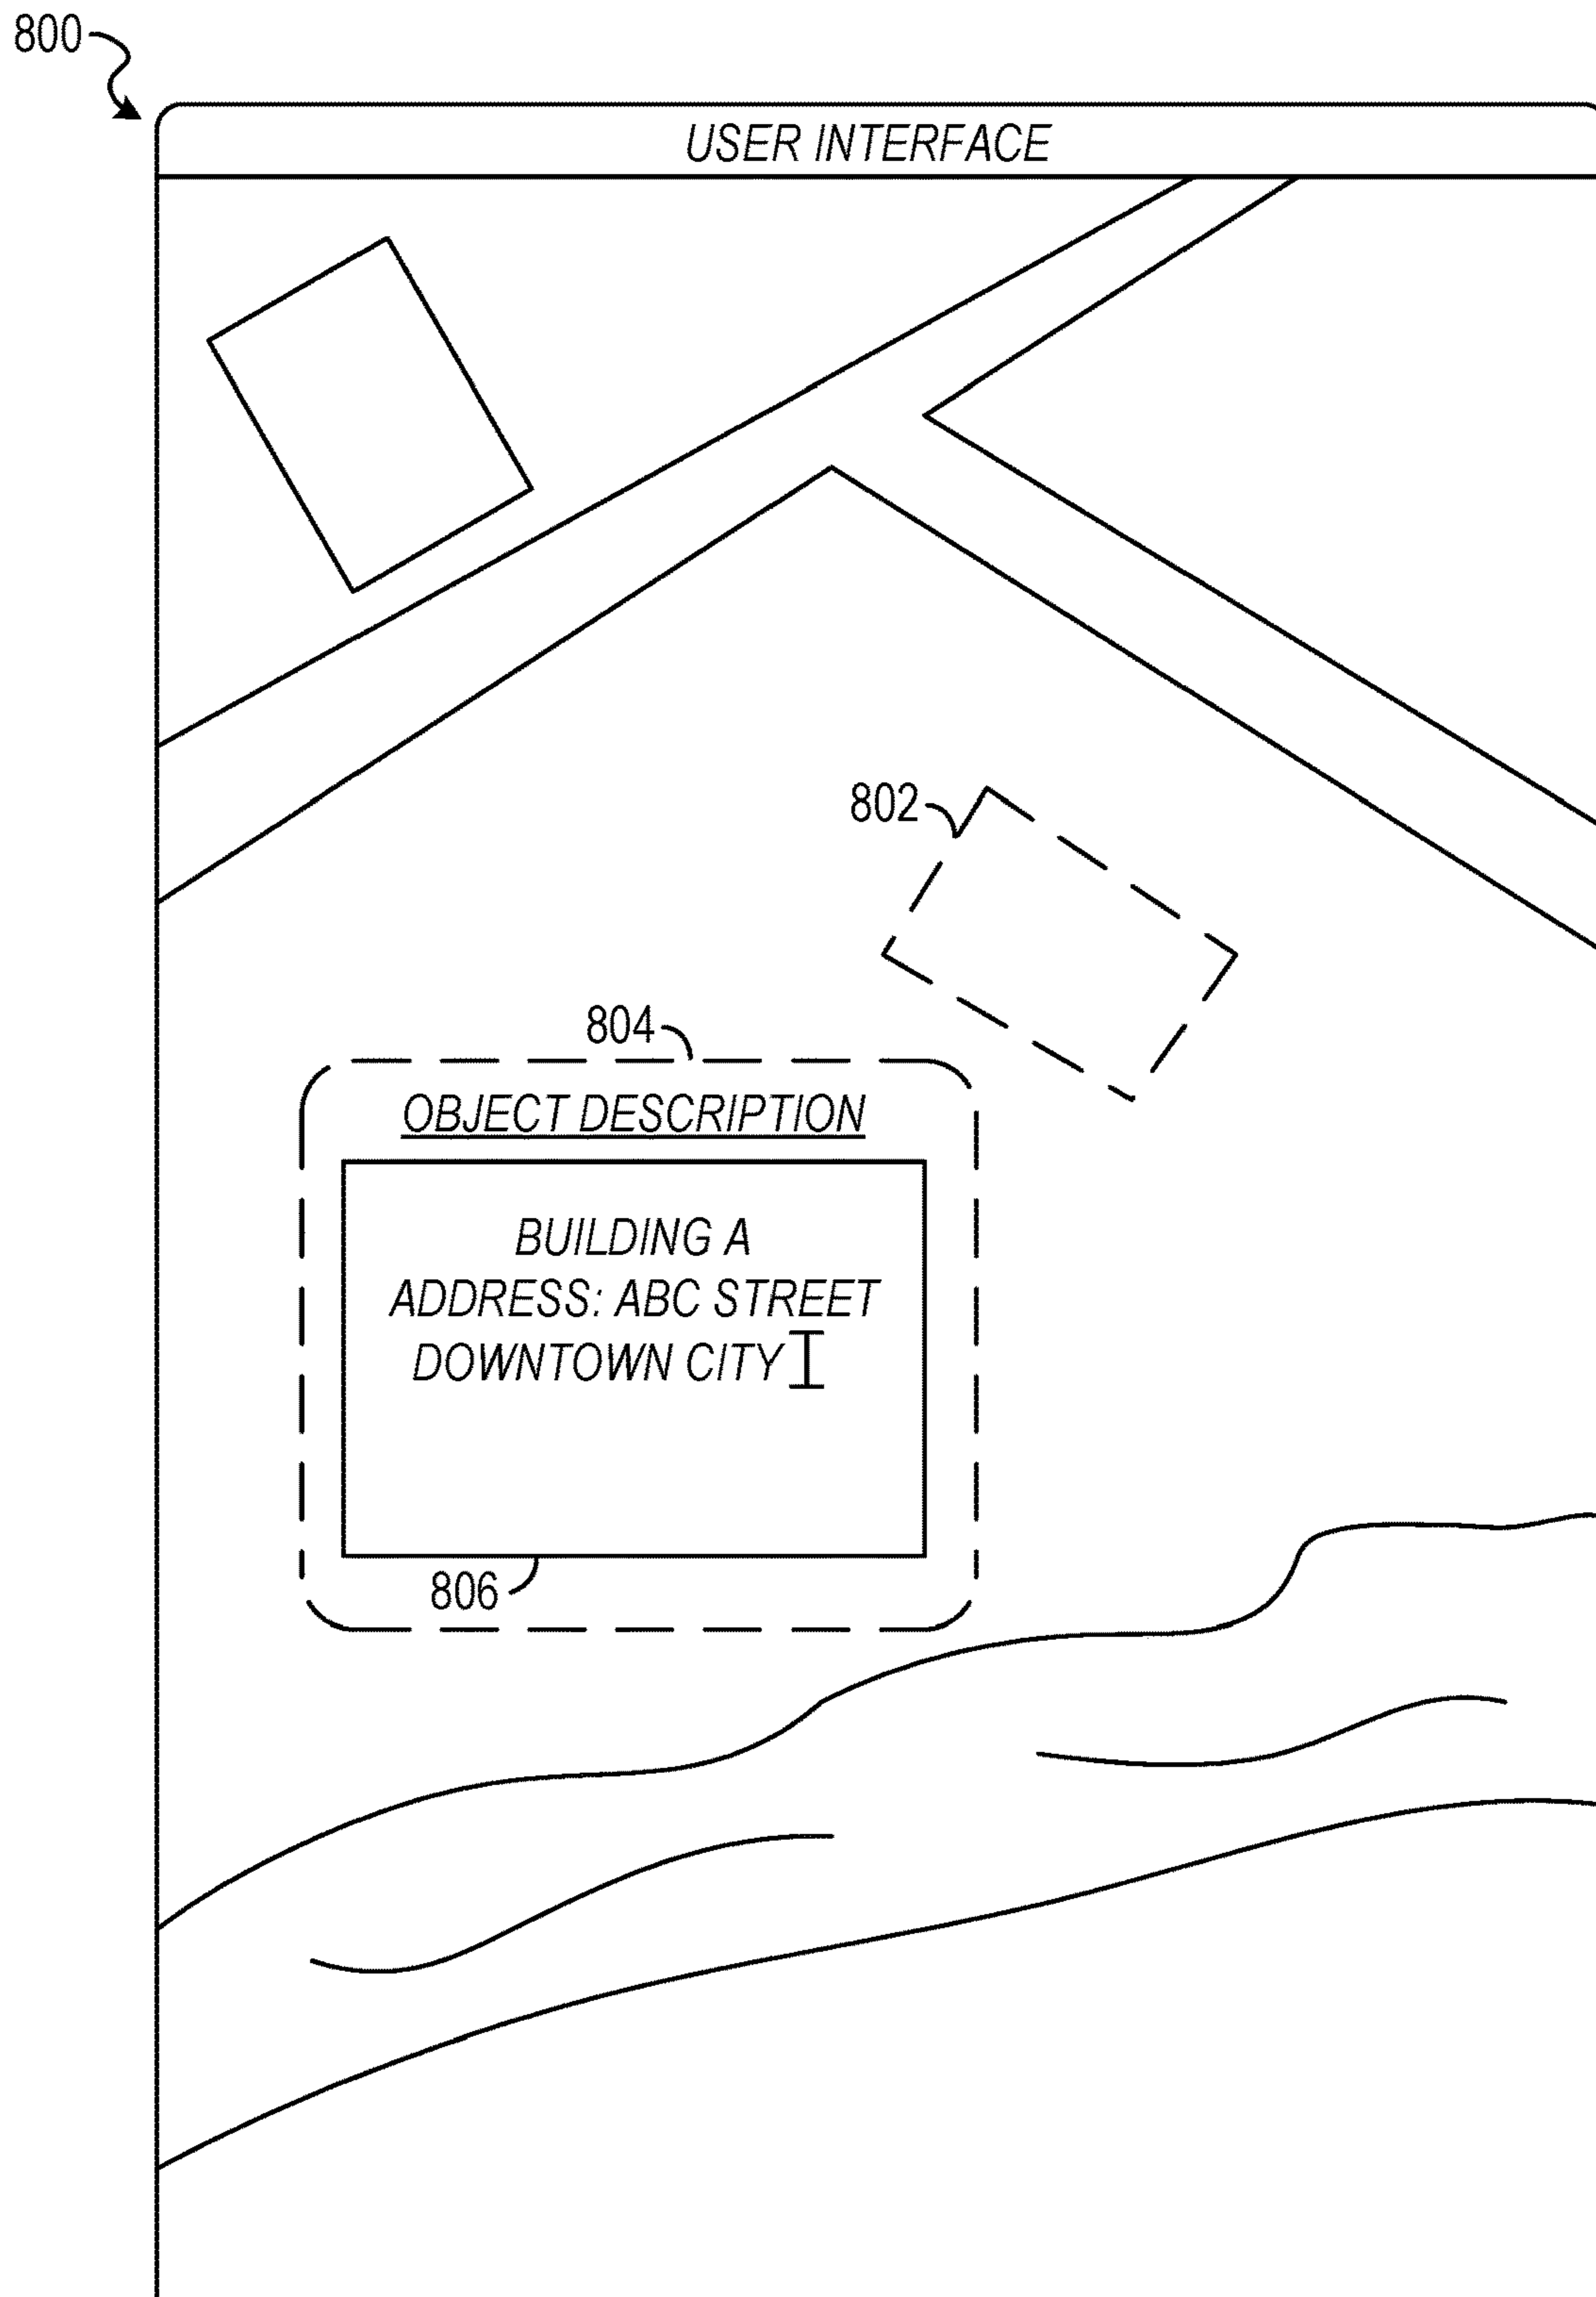 800
USER INTERFACE
802
804
OBJECT DESCRIPTION
BUILDING A
ADDRESS: ABC STREET
DOWNTOWN CITY
806